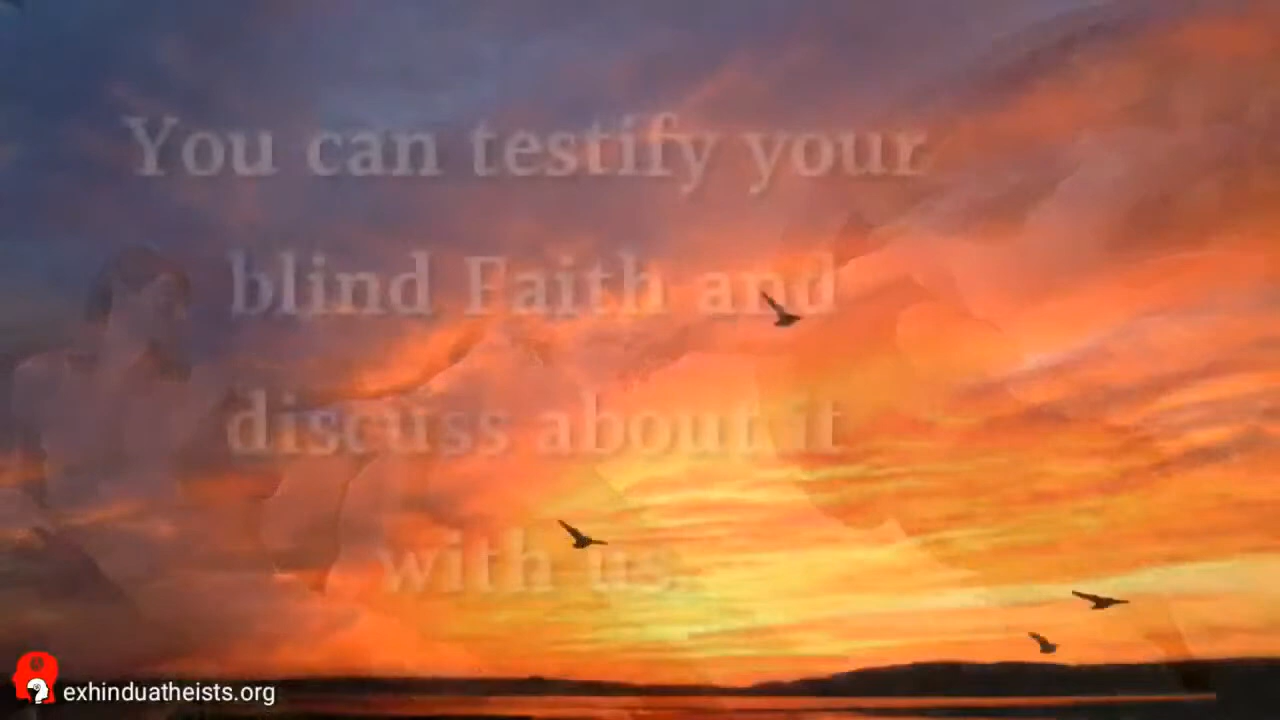 You can testify your
blind Faith and
discuss about it
with us
exhinduatheists.org